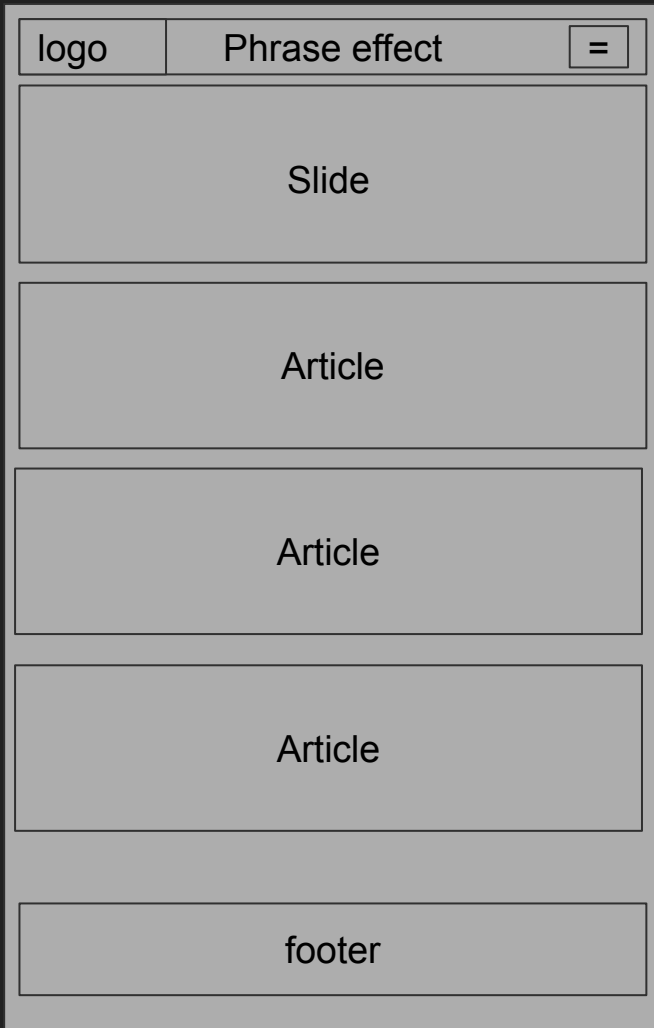 logo Phrase effect =
Slide
Article
Article
Article
footer